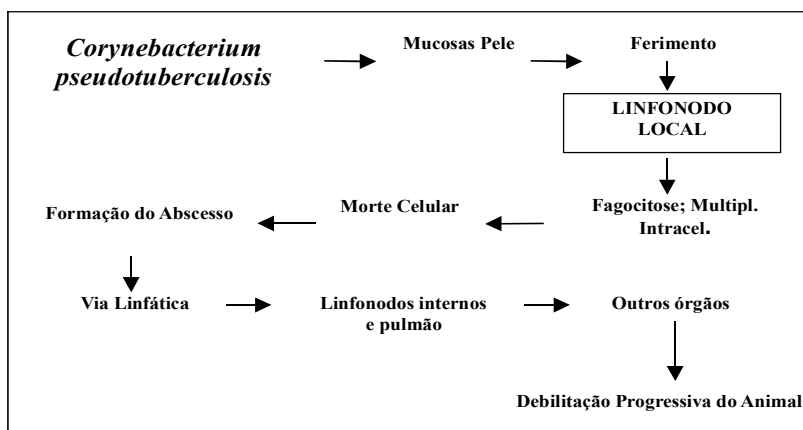 Corynebacterium
pseudotuberculosis
Mucosas Pele
Ferimento
LINFONODO
LOCAL
Fagocitose; Multipl.
Intracel.
Morte Celular
Formação do Abscesso
Via Linfática
Linfonodos internos
e pulmão
Outros órgãos
Debilitação Progressiva do Animal